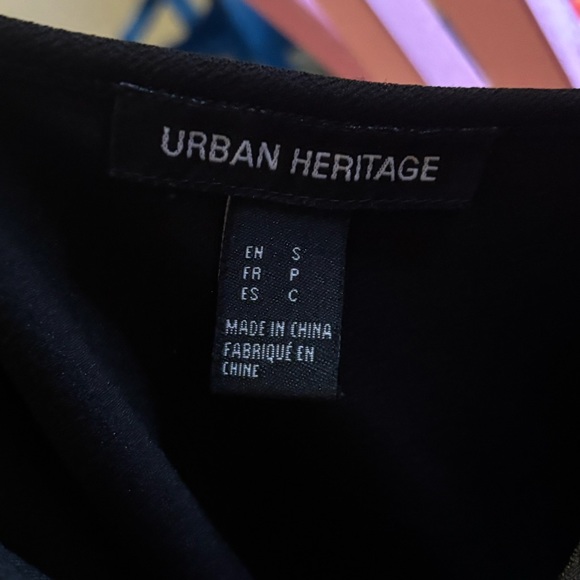 URBAN HERITAGE
EN S
FR P
ES C
MADE IN CHINA
FABRIQUÉ EN
CHINE